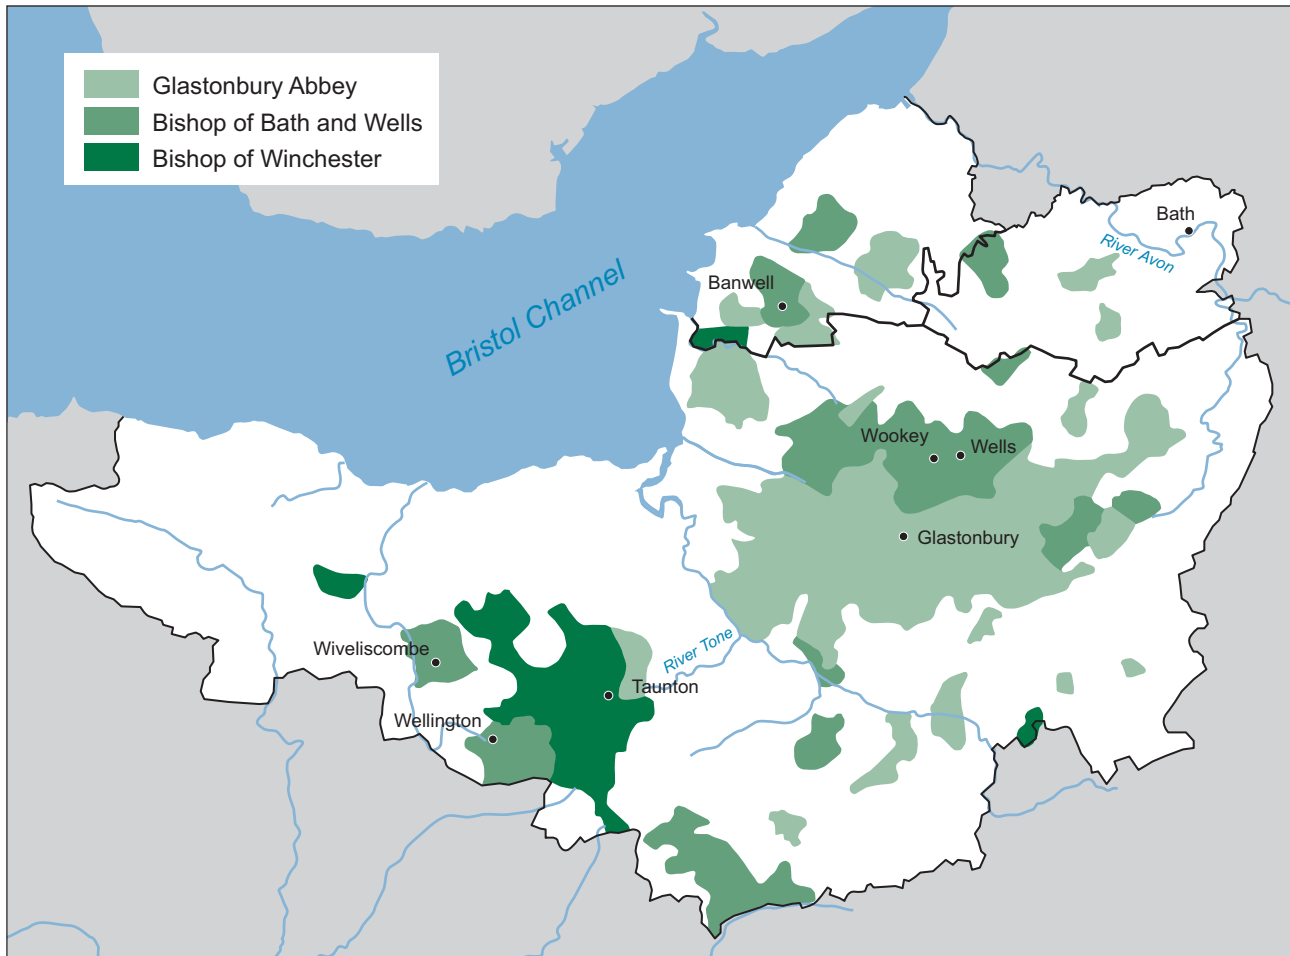 Glastonbury Abbey
Bishop of Bath and Wells
Bishop of Winchester
Bath
River Avon
Banwell
Bristol Channel
Wookey
Wells
Glastonbury
River Tone
Wiveliscombe
Taunton
Wellington